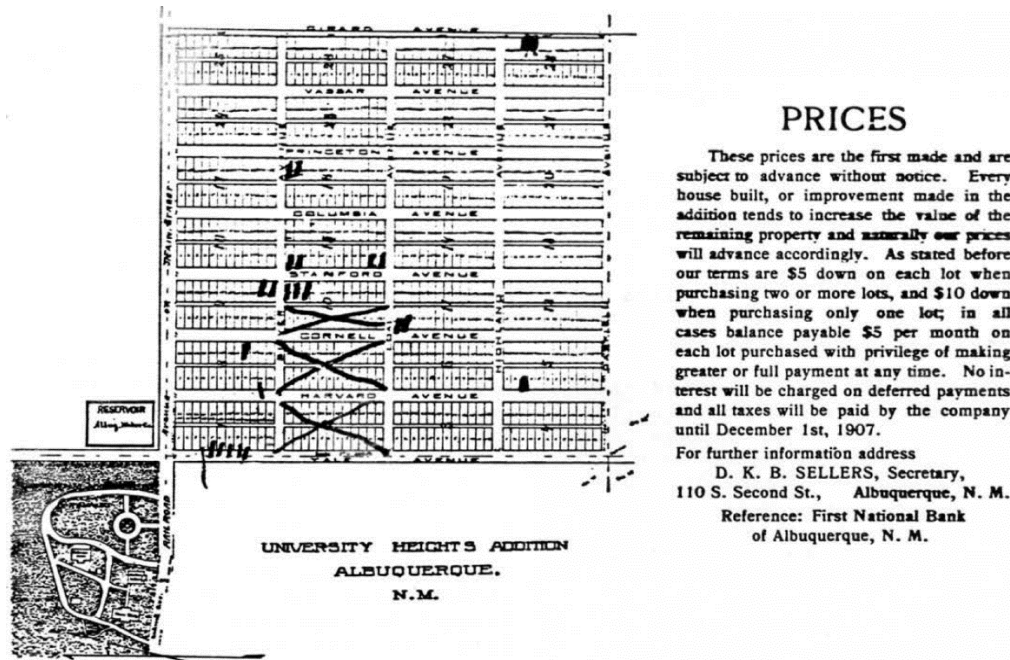 GIRARD AVENUE
VASSAR AVENUE
PRINCETON AVENUE
COLUMBIA AVENUE
STANFORD AVENUE
CORNELL AVENUE
HARVARD AVENUE
YALE AVENUE
MAIN STREET
RAILROAD AVENUE
HIGHLAND AVENUE
RESERVOIR
UNIVERSITY HEIGHTS ADDITION
ALBUQUERQUE.
N.M.
PRICES
These prices are the first made and are
subject to advance without notice. Every
house built, or improvement made in the
addition tends to increase the value of the
remaining property and naturally our prices
will advance accordingly. As stated before
our terms are $5 down on each lot when
purchasing two or more lots, and $10 down
when purchasing only one lot; in all
cases balance payable $5 per month on
each lot purchased with privilege of making
greater or full payment at any time. No in-
terest will be charged on deferred payments
and all taxes will be paid by the company
until December 1st, 1907.
For further information address
D. K. B. SELLERS, Secretary,
110 S. Second St., Albuquerque, N. M.
Reference: First National Bank
of Albuquerque, N. M.